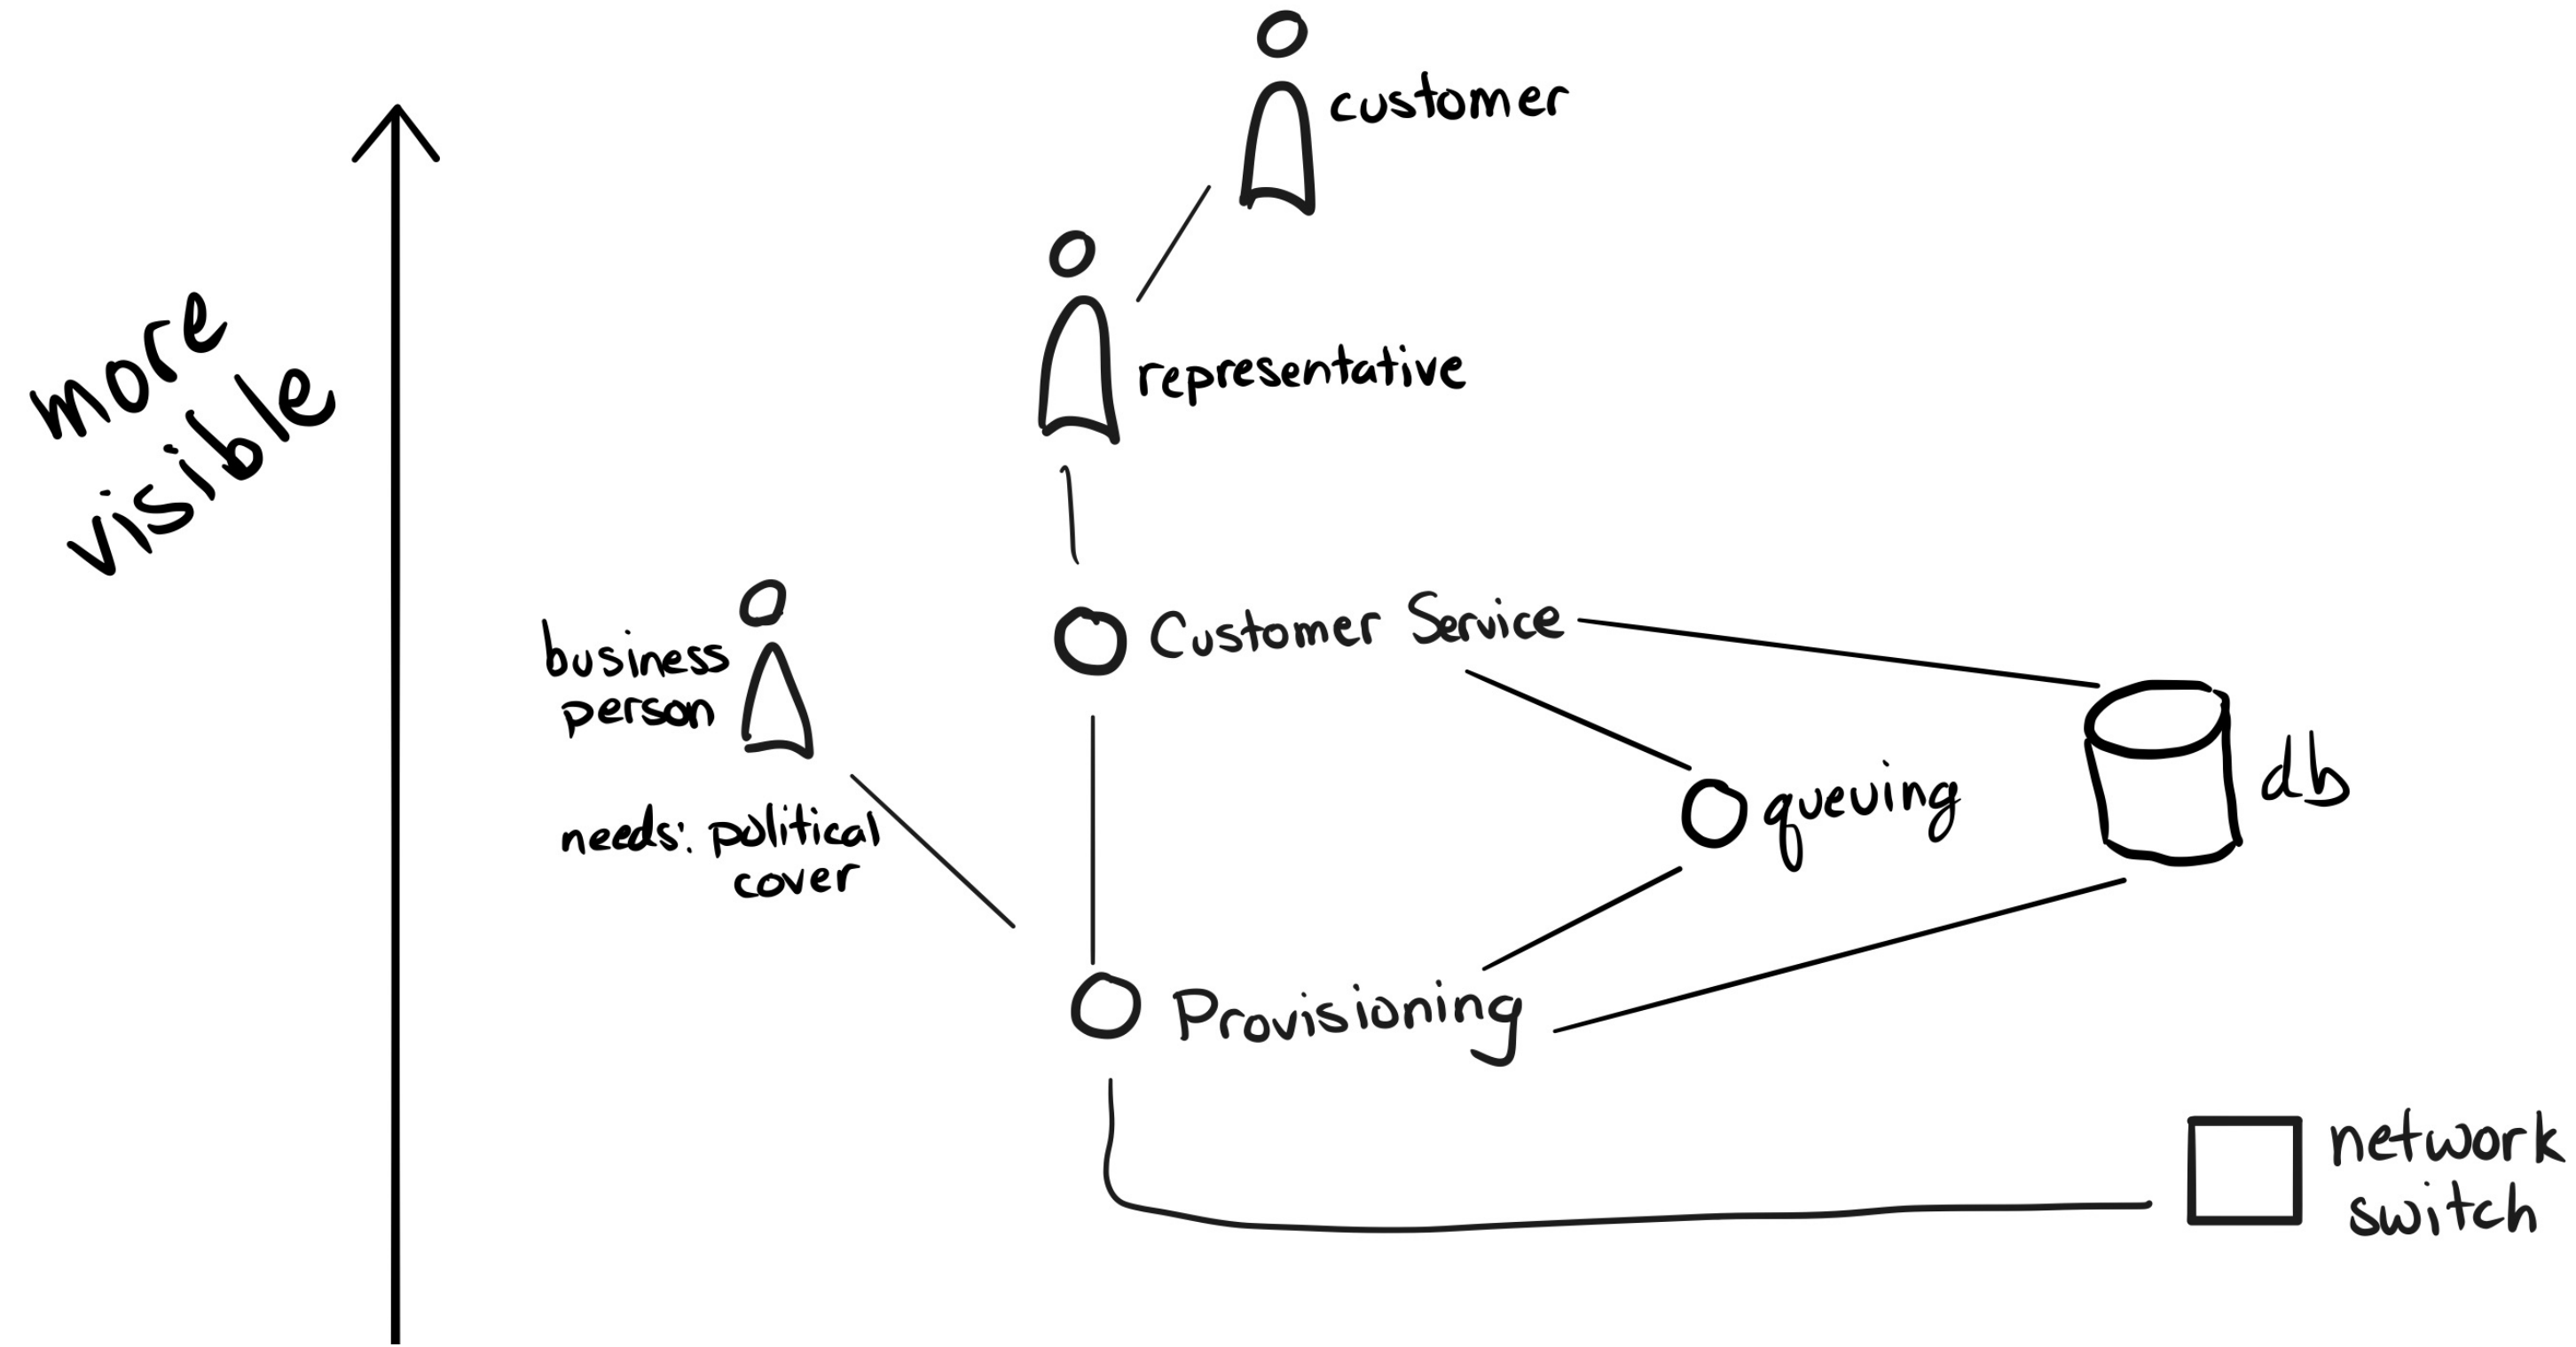 customer
more
visible
representative
Customer Service
business
person
needs: political
cover
queuing
db
Provisioning
network
switch